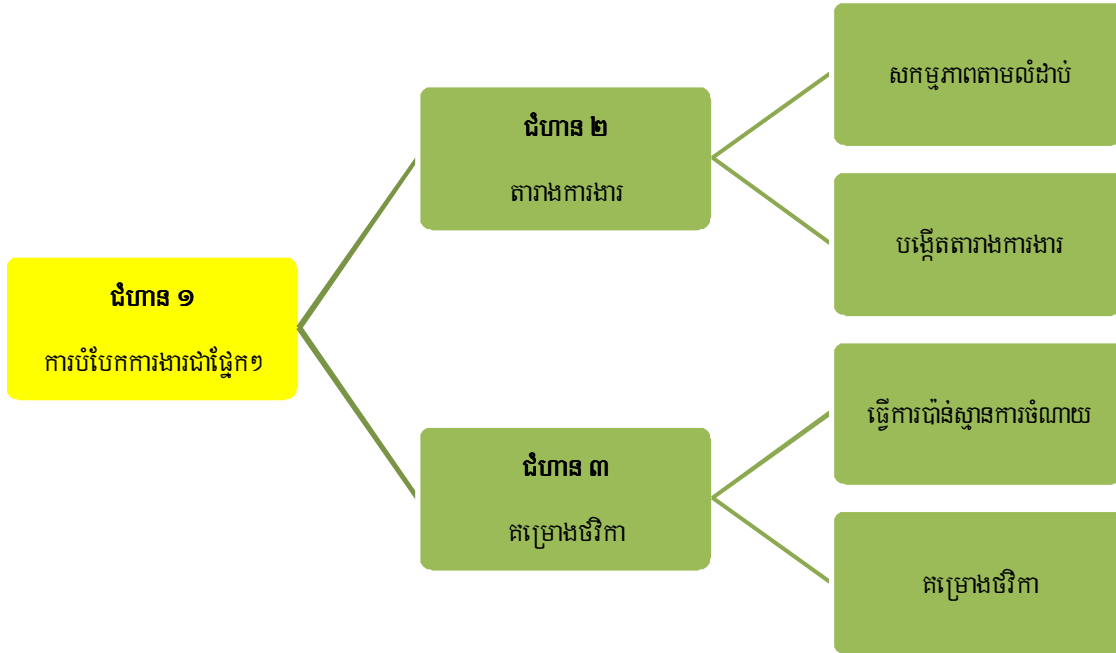 ជំហាន ១
ការបំបែកការងារជាផ្នែកៗ
ជំហាន ២
តារាងការងារ
សកម្មភាពតាមលំដាប់
បង្កើតតារាងការងារ
ជំហាន ៣
គម្រោងថវិកា
ធ្វើការប៉ាន់ស្មានការចំណាយ
គម្រោងថវិកា